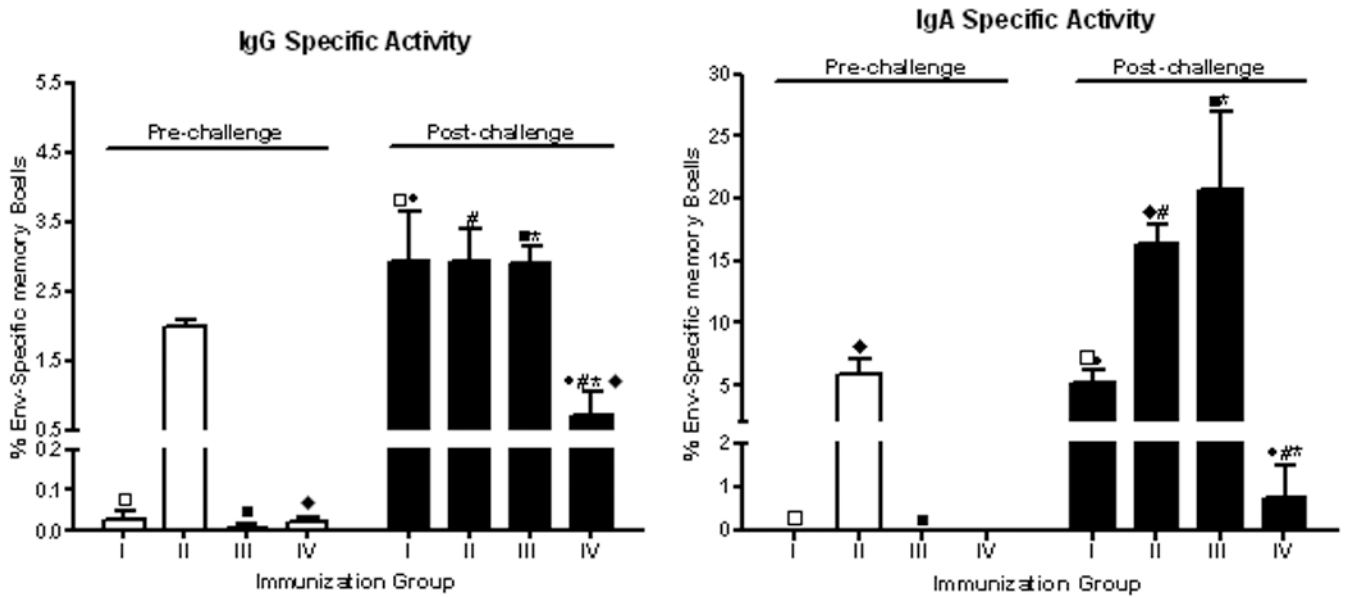 IgG Specific Activity
% Env-Specific memory Bcells
5.5
4.5
3.5
2.5
1.5
0.5
0.2
0.1
0.0
Pre-challenge
Post-challenge
□
■
◆
□•
#
■*
•#*◆
I II III IV I II III IV
Immunization Group
IgA Specific Activity
% Env-Specific memory Bcells
30
25
20
15
10
5
2
1
0
Pre-challenge
Post-challenge
□
◆
■
□•
◆#
■*
•#*
I II III IV I II III IV
Immunization Group